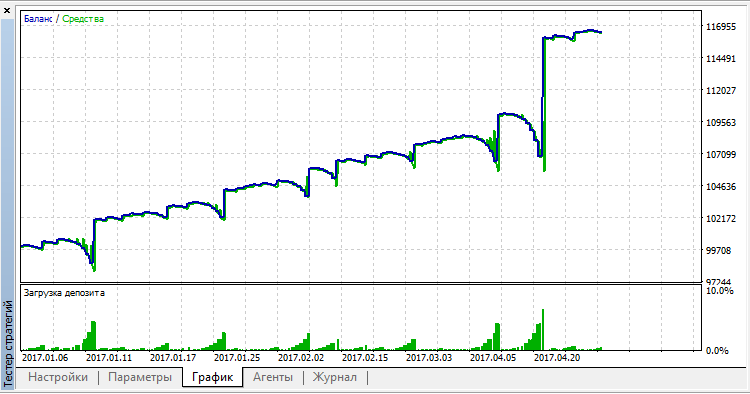 Баланс / Средства
116955
114491
112027
109563
107099
104636
102172
99708
97244
Загрузка депозита
10.0%
0.0%
2017.01.06 2017.01.11 2017.01.17 2017.01.25 2017.02.02 2017.02.15 2017.03.03 2017.04.05 2017.04.20
Настройки Параметры График Агенты Журнал
Тестер стратегий